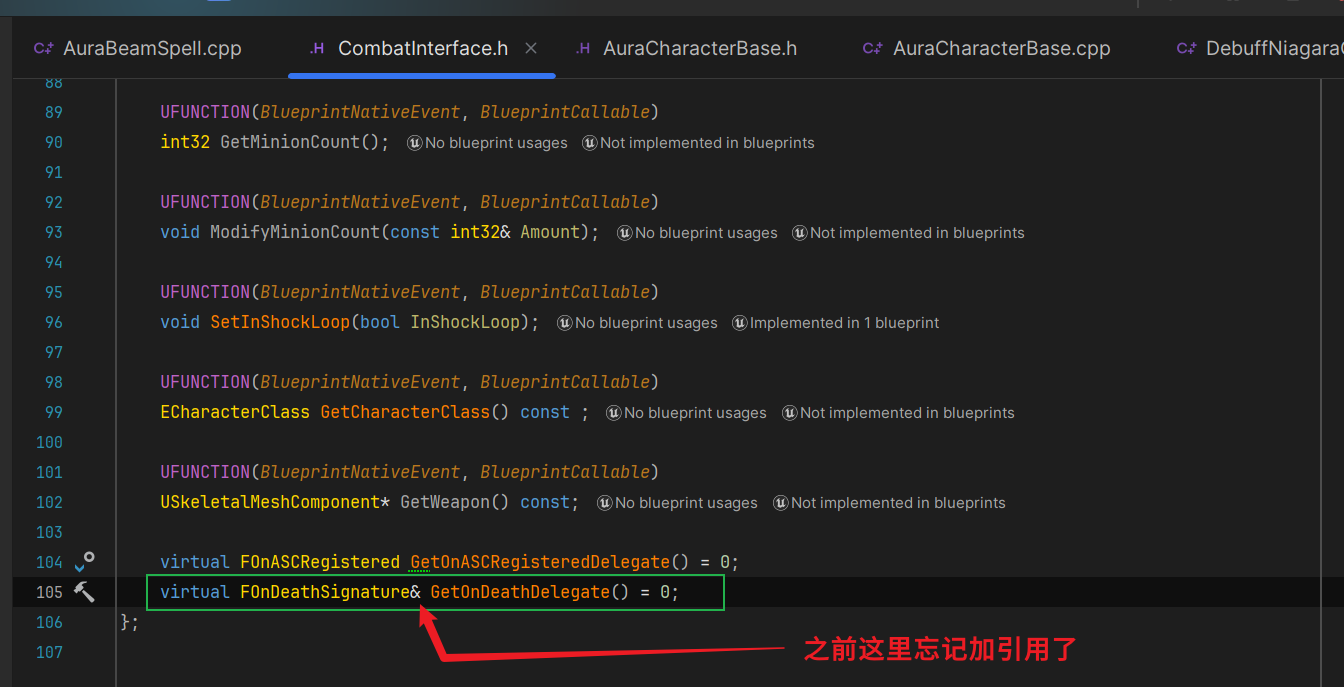 AuraBeamSpell.cpp
CombatInterface.h
AuraCharacterBase.h
AuraCharacterBase.cpp
DebuffNiagara
88
89 UFUNCTION(BlueprintNativeEvent, BlueprintCallable)
90 int32 GetMinionCount(); No blueprint usages Not implemented in blueprints
91
92 UFUNCTION(BlueprintNativeEvent, BlueprintCallable)
93 void ModifyMinionCount(const int32& Amount); No blueprint usages Not implemented in blueprints
94
95 UFUNCTION(BlueprintNativeEvent, BlueprintCallable)
96 void SetInShockLoop(bool InShockLoop); No blueprint usages Implemented in 1 blueprint
97
98 UFUNCTION(BlueprintNativeEvent, BlueprintCallable)
99 ECharacterClass GetCharacterClass() const ; No blueprint usages Not implemented in blueprints
100
101 UFUNCTION(BlueprintNativeEvent, BlueprintCallable)
102 USkeletalMeshComponent* GetWeapon() const; No blueprint usages Not implemented in blueprints
103
104 virtual FOnASCRegistered GetOnASCRegisteredDelegate() = 0;
105 virtual FOnDeathSignature& GetOnDeathDelegate() = 0;
106 };
107
之前这里忘记加引用了